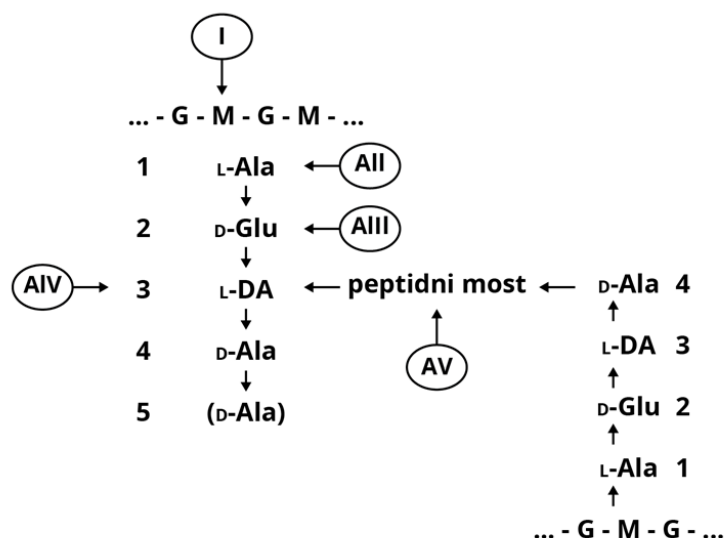 I
... - G - M - G - M - ...
1 L-Ala AII
2 D-Glu AIII
AIV 3 L-DA peptidni most D-Ala 4
4 D-Ala AV L-DA 3
5 (D-Ala) D-Glu 2
L-Ala 1
... - G - M - G - ...